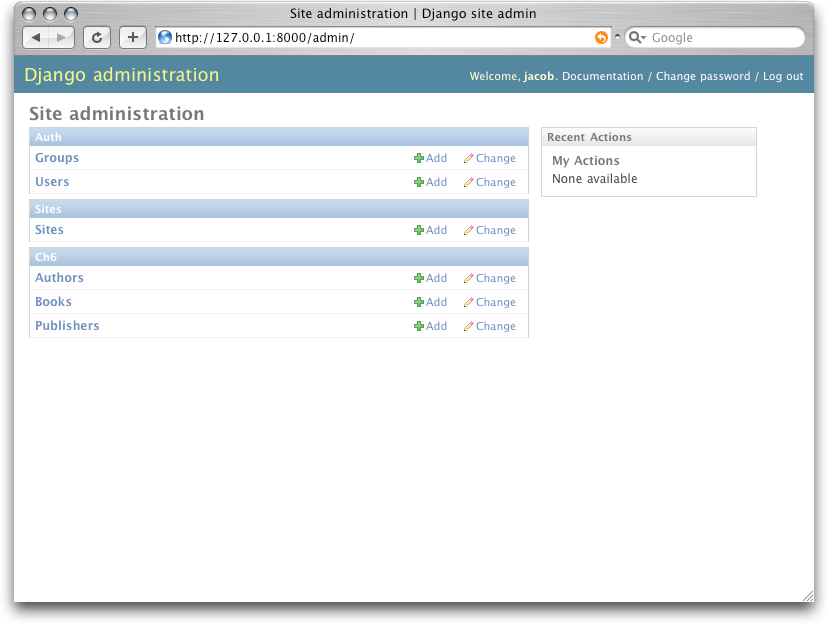 Site administration | Django site admin
http://127.0.0.1:8000/admin/
Google
Django administration
Welcome, jacob. Documentation / Change password / Log out
Site administration
Auth
Groups Add Change
Users Add Change
Sites
Sites Add Change
Ch6
Authors Add Change
Books Add Change
Publishers Add Change
Recent Actions
My Actions
None available